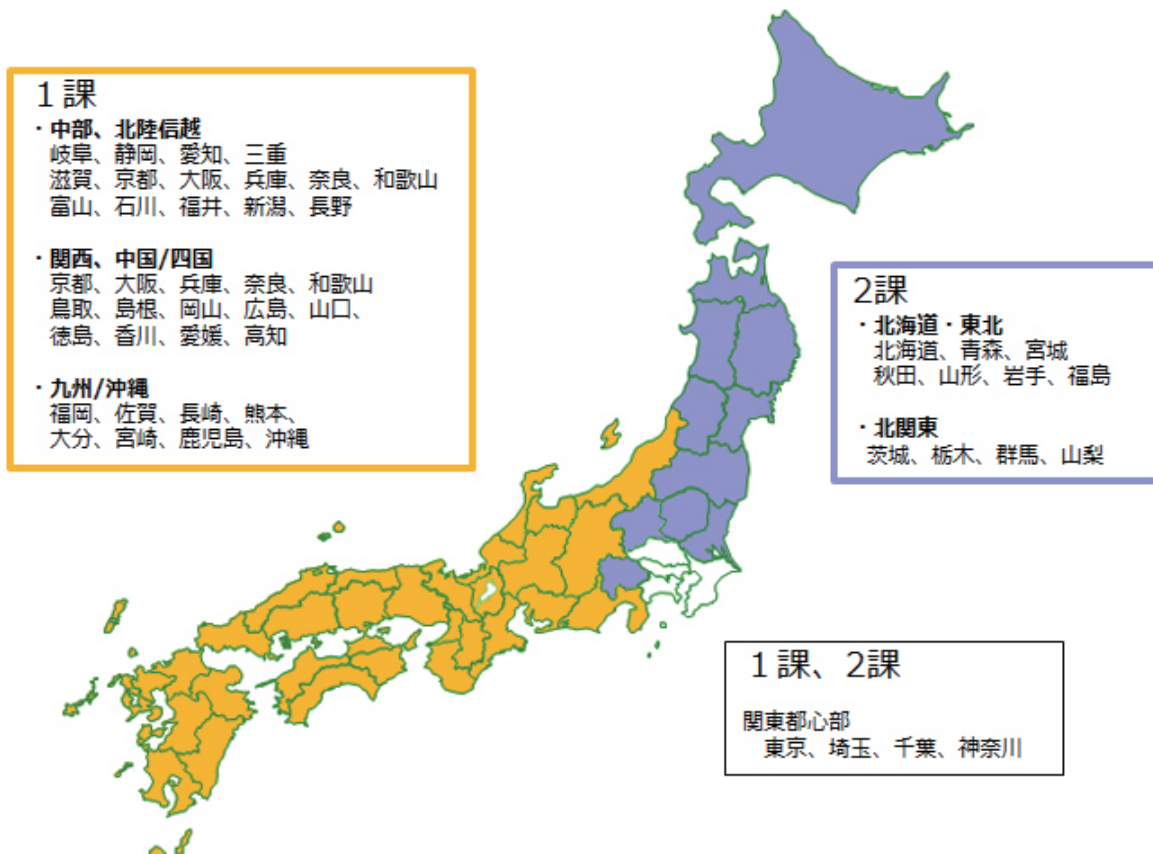 1課
・中部、北陸信越
岐阜、静岡、愛知、三重
滋賀、京都、大阪、兵庫、奈良、和歌山
富山、石川、福井、新潟、長野
・関西、中国/四国
京都、大阪、兵庫、奈良、和歌山
鳥取、島根、岡山、広島、山口、
徳島、香川、愛媛、高知
・九州/沖縄
福岡、佐賀、長崎、熊本、
大分、宮崎、鹿児島、沖縄
2課
・北海道・東北
北海道、青森、宮城
秋田、山形、岩手、福島
・北関東
茨城、栃木、群馬、山梨
1課、2課
関東都心部
東京、埼玉、千葉、神奈川